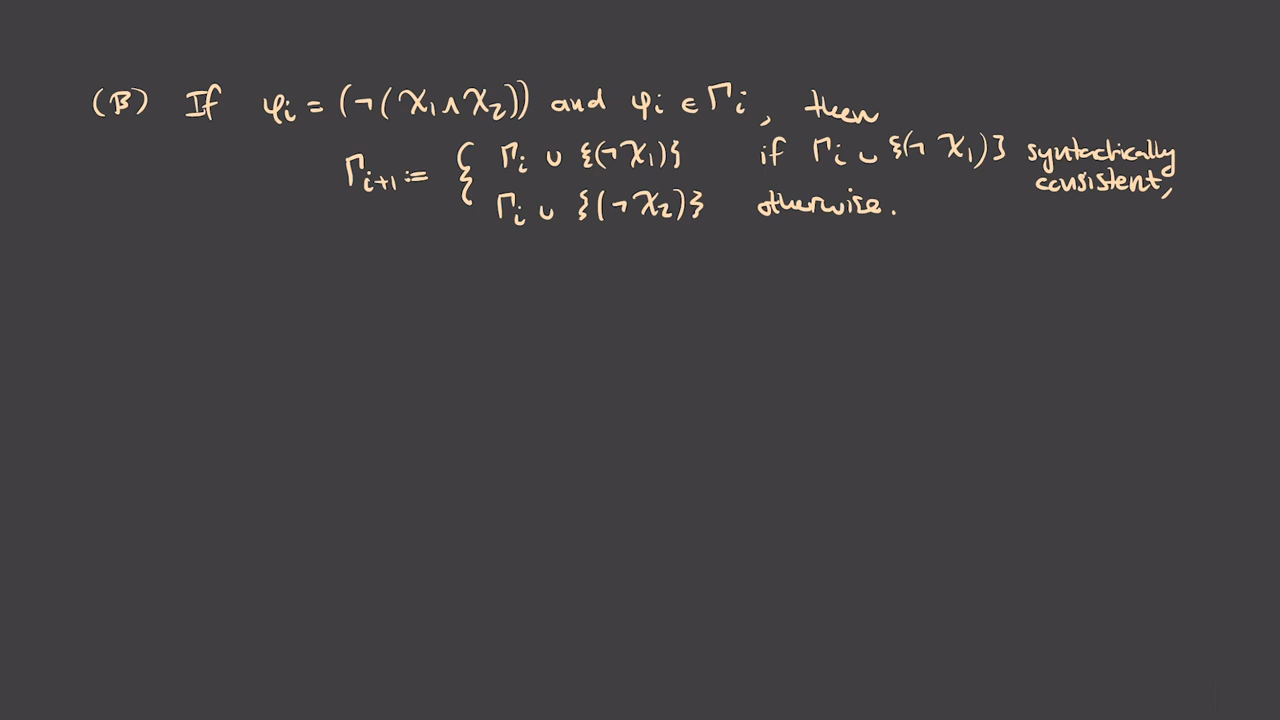 (B) If φi = (¬(χ1∧χ2)) and φi ∈ Γi, then
Γi+1 := { Γi ∪ {(¬χ1)} if Γi ∪ {(¬χ1)} syntactically consistent,
Γi ∪ {(¬χ2)} otherwise.